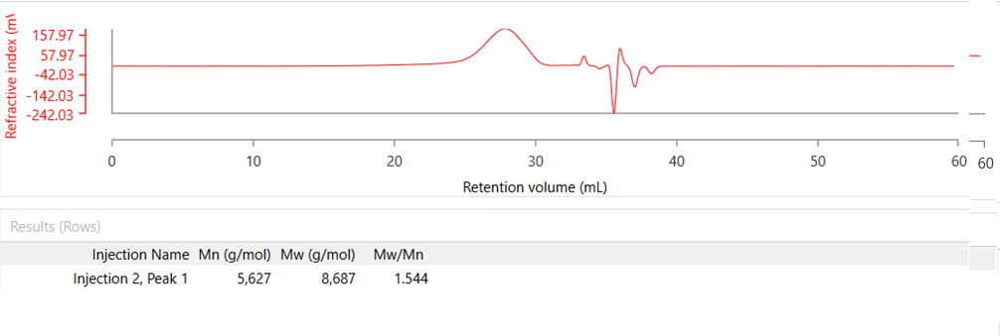 Refractive index (m\
157.97
57.97
-42.03
-142.03
-242.03
0 10 20 30 40 50 60 60
Retention volume (mL)
Results (Rows)
Injection Name Mn (g/mol) Mw (g/mol) Mw/Mn
Injection 2, Peak 1 5,627 8,687 1.544